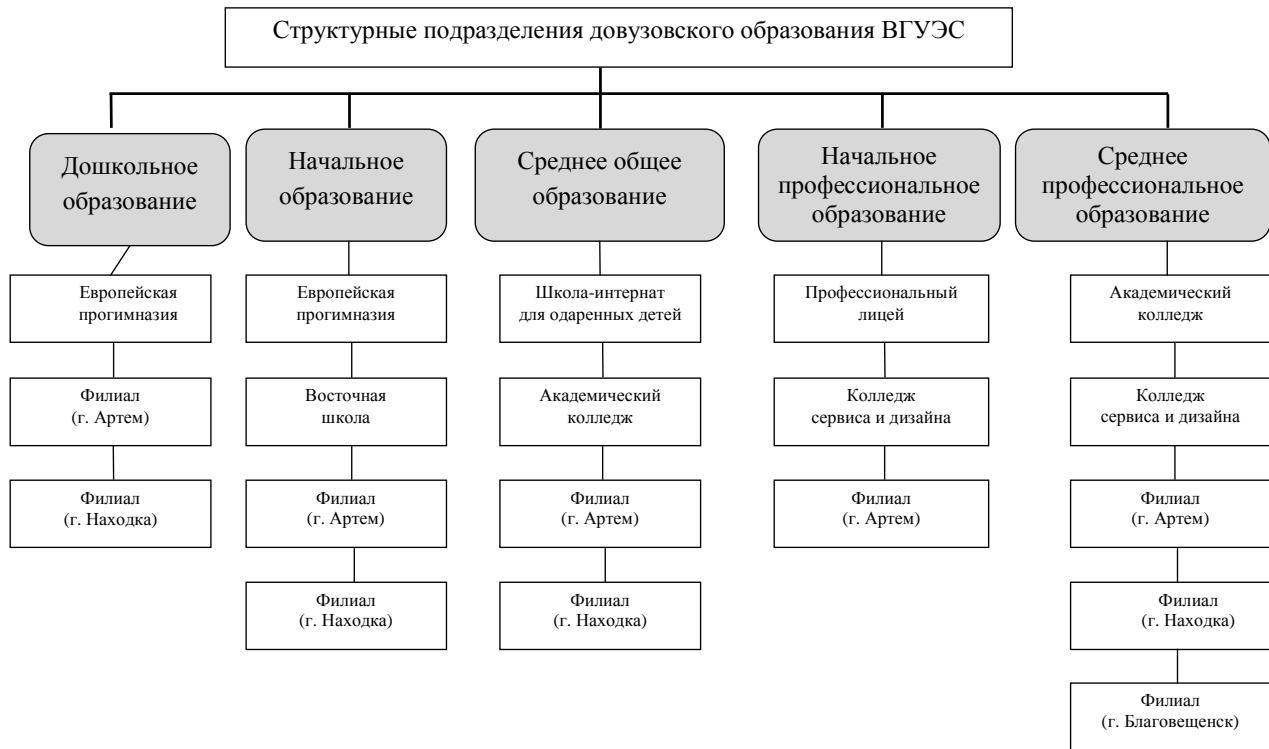 Структурные подразделения довузовского образования ВГУЭС
Дошкольное
образование
Европейская
прогимназия
Филиал
(г. Артем)
Филиал
(г. Находка)
Начальное
образование
Европейская
прогимназия
Восточная
школа
Филиал
(г. Артем)
Филиал
(г. Находка)
Среднее общее
образование
Школа-интернат
для одаренных детей
Академический
колледж
Филиал
(г. Артем)
Филиал
(г. Находка)
Начальное
профессиональное
образование
Профессиональный
лицей
Колледж
сервиса и дизайна
Филиал
(г. Артем)
Среднее
профессиональное
образование
Академический
колледж
Колледж
сервиса и дизайна
Филиал
(г. Артем)
Филиал
(г. Находка)
Филиал
(г. Благовещенск)